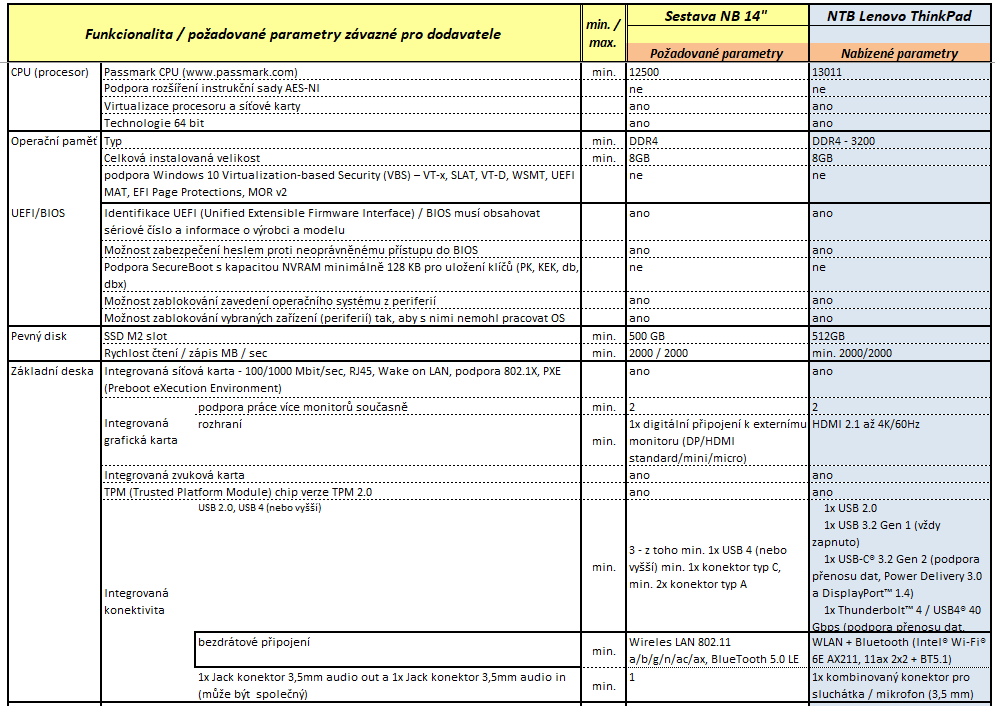 Funkcionalita / požadované parametry závazné pro dodavatele
min. /
max.
Sestava NB 14"
NTB Lenovo ThinkPad
Požadované parametry
Nabízené parametry
CPU (procesor)
Passmark CPU (www.passmark.com)
min.
12500
13011
Podpora rozšíření instrukční sady AES-NI
ne
ne
Virtualizace procesoru a síťové karty
ano
ano
Technologie 64 bit
ano
ano
Operační paměť
Typ
min.
DDR4
DDR4 - 3200
Celková instalovaná velikost
min.
8GB
8GB
podpora Windows 10 Virtualization-based Security (VBS) – VT-x, SLAT, VT-D, WSMT, UEFI
MAT, EFI Page Protections, MOR v2
ne
ne
UEFI/BIOS
Identifikace UEFI (Unified Extensible Firmware Interface) / BIOS musí obsahovat
sériové číslo a informace o výrobci a modelu
ano
ano
Možnost zabezpečení heslem proti neoprávněnému přístupu do BIOS
ano
ano
Podpora SecureBoot s kapacitou NVRAM minimálně 128 KB pro uložení klíčů (PK, KEK, db,
dbx)
ne
ne
Možnost zablokování zavedení operačního systému z periferií
ano
ano
Možnost zablokování vybraných zařízení (periferií) tak, aby s nimi nemohl pracovat OS
ano
ano
Pevný disk
SSD M2 slot
min.
500 GB
512GB
Rychlost čtení / zápis MB / sec
min.
2000 / 2000
min. 2000/2000
Základní deska
Integrovaná síťová karta - 100/1000 Mbit/sec, RJ45, Wake on LAN, podpora 802.1X, PXE
(Preboot eXecution Environment)
ano
ano
Integrovaná
grafická karta
podpora práce více monitorů současně
min.
2
2
rozhraní
min.
1x digitální připojení k externímu
monitoru (DP/HDMI
standard/mini/micro)
HDMI 2.1 až 4K/60Hz
Integrovaná zvuková karta
ano
ano
TPM (Trusted Platform Module) chip verze TPM 2.0
ano
ano
Integrovaná
konektivita
USB 2.0, USB 4 (nebo vyšší)
min.
3 - z toho min. 1x USB 4 (nebo
vyšší) min. 1x konektor typ C,
min. 2x konektor typ A
1x USB 2.0
1x USB 3.2 Gen 1 (vždy
zapnuto)
1x USB-C® 3.2 Gen 2 (podpora
přenosu dat, Power Delivery 3.0
a DisplayPort™ 1.4)
1x Thunderbolt™ 4 / USB4® 40
Gbps (podpora přenosu dat,
bezdrátové připojení
min.
Wireles LAN 802.11
a/b/g/n/ac/ax, BlueTooth 5.0 LE
WLAN + Bluetooth (Intel® Wi-Fi®
6E AX211, 11ax 2x2 + BT5.1)
1x Jack konektor 3,5mm audio out a 1x Jack konektor 3,5mm audio in
(může být společný)
min.
1
1x kombinovaný konektor pro
sluchátka / mikrofon (3,5 mm)